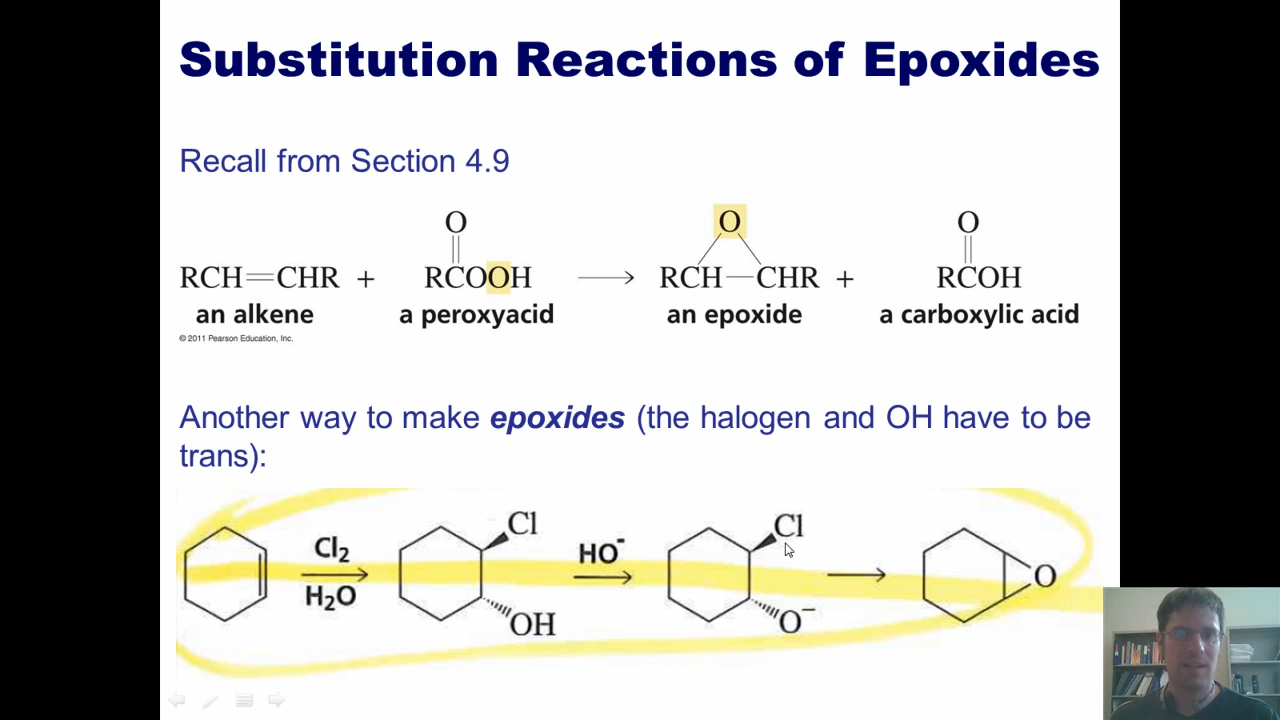 Substitution Reactions of Epoxides
Recall from Section 4.9
O O O
RCH=CHR + RCOOH → RCH—CHR + RCOH
an alkene a peroxyacid an epoxide a carboxylic acid
© 2011 Pearson Education, Inc.
Another way to make epoxides (the halogen and OH have to be
trans):
Cl Cl
Cl₂ HO⁻
H₂O O
OH O⁻